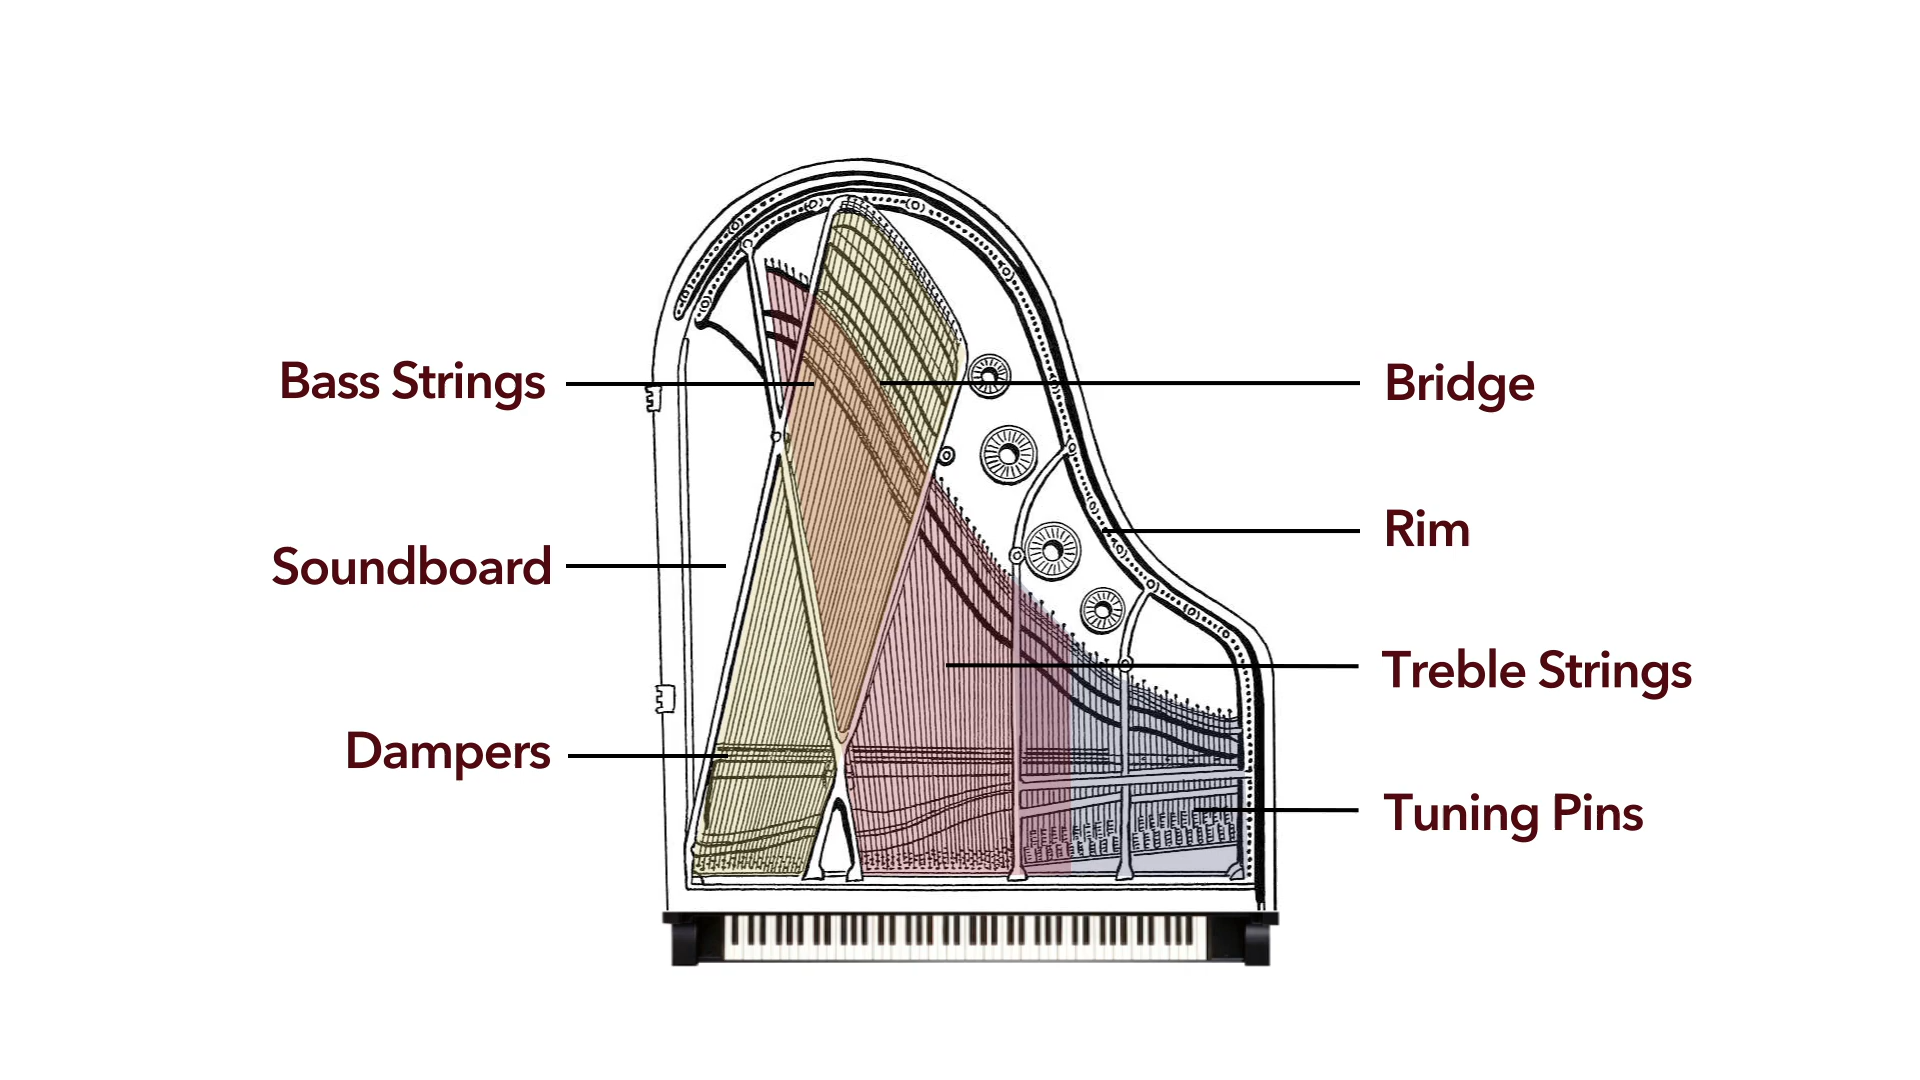 Bass Strings
Bridge
Rim
Soundboard
Treble Strings
Dampers
Tuning Pins